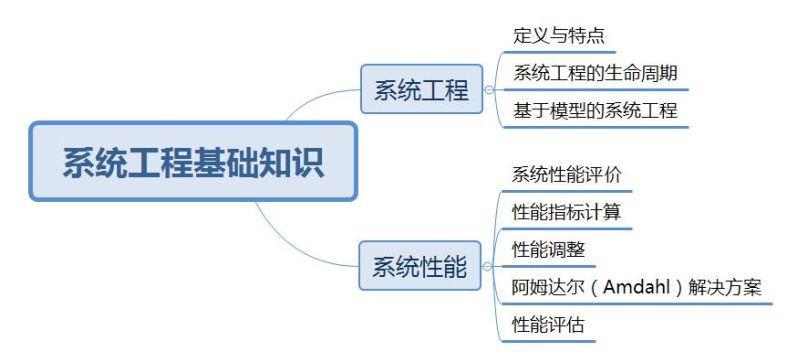 系统工程基础知识
系统工程
定义与特点
系统工程的生命周期
基于模型的系统工程
系统性能
系统性能评价
性能指标计算
性能调整
阿姆达尔（Amdahl）解决方案
性能评估